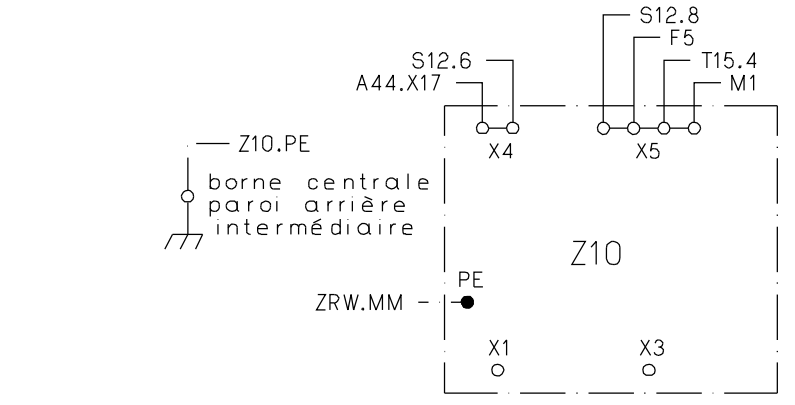 S12.8
F5
S12.6
T15.4
A44.X17
M1
X4
X5
Z10.PE
borne centrale
paroi arrière
intermédiaire
Z10
PE
ZRW.MM
X1
X3